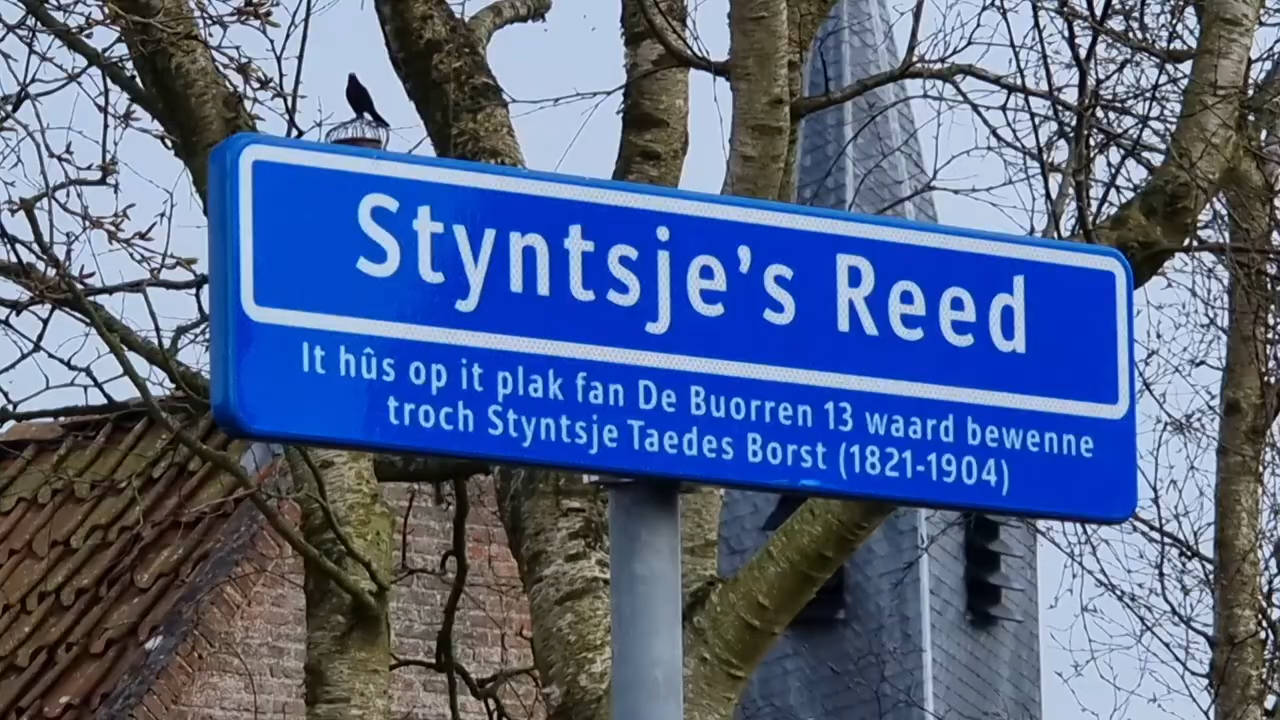 Styntsje’s Reed
It hûs op it plak fan De Buorren 13 waard bewenne
troch Styntsje Taedes Borst (1821-1904)